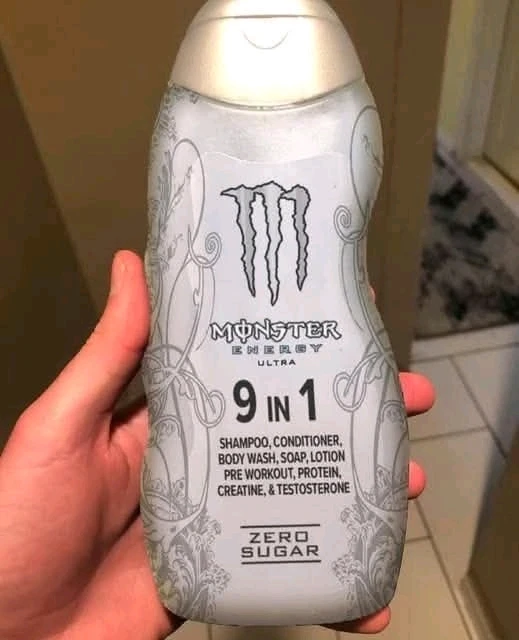 MONSTER
ENERGY
ULTRA
9 IN 1
SHAMPOO, CONDITIONER,
BODY WASH, SOAP, LOTION
PRE WORKOUT, PROTEIN,
CREATINE, & TESTOSTERONE
ZERO
SUGAR